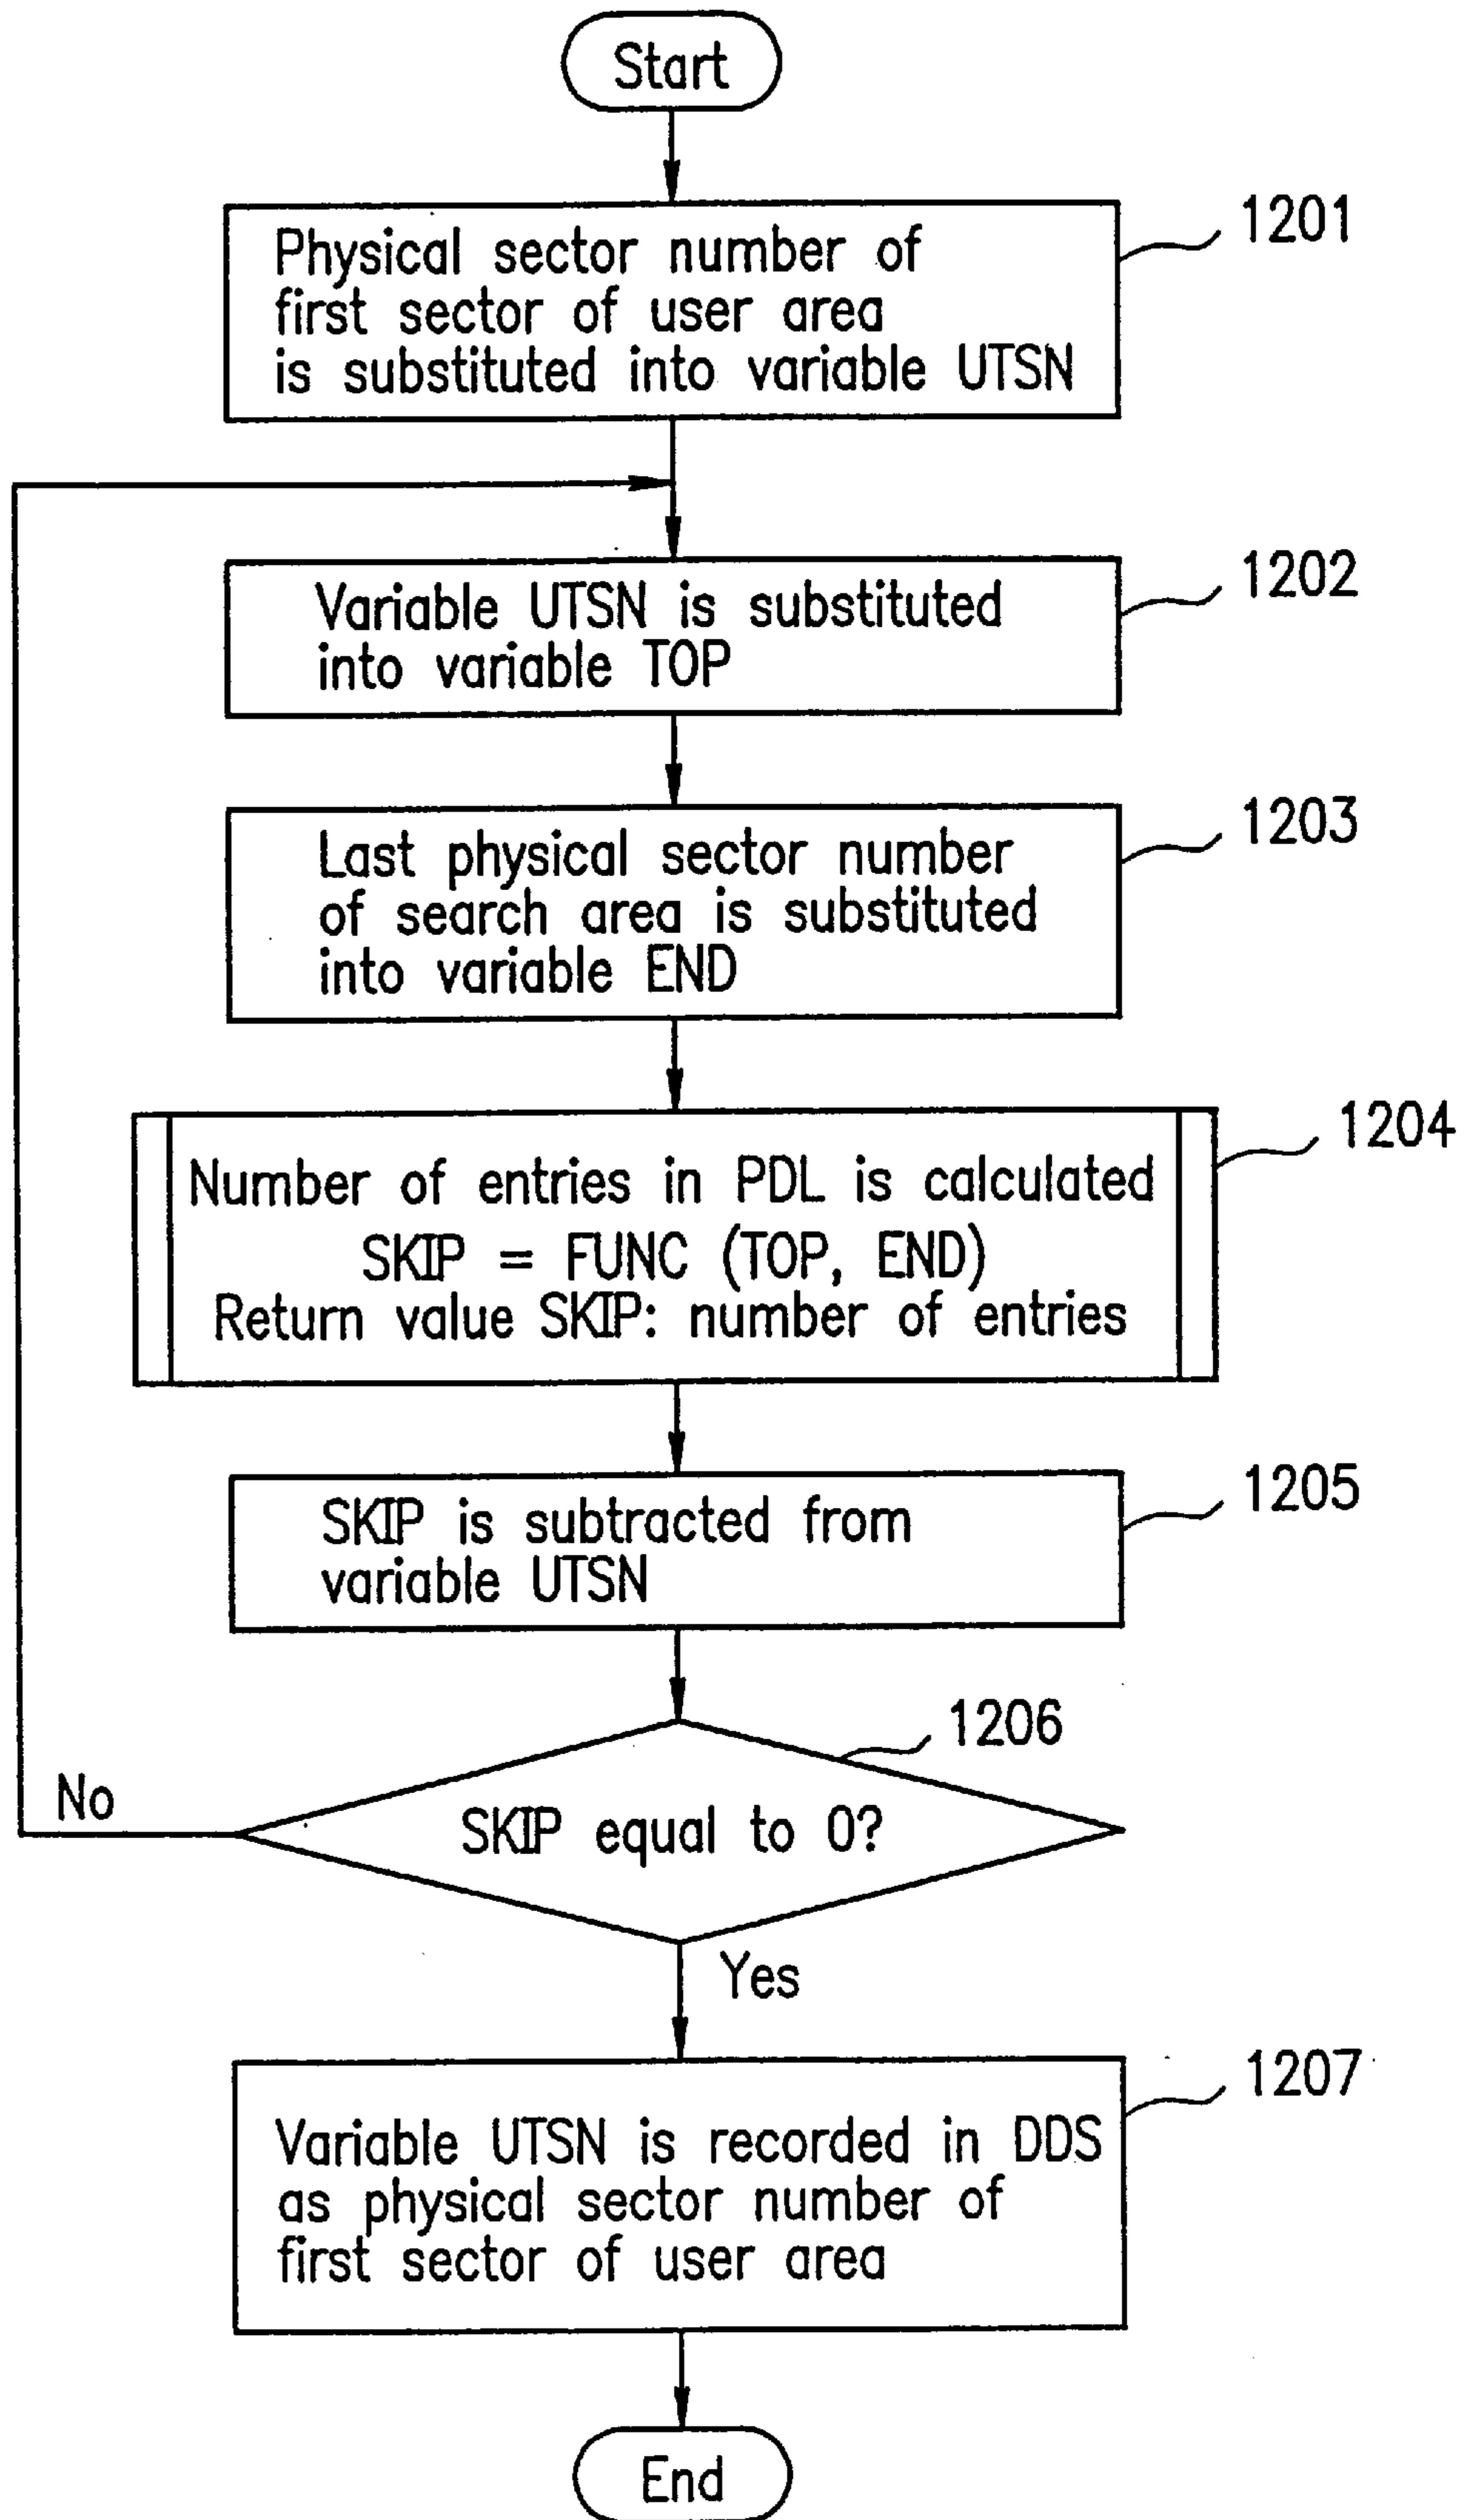 Start
1201
Physical sector number of
first sector of user area
is substituted into variable UTSN
1202
Variable UTSN is substituted
into variable TOP
1203
Last physical sector number
of search area is substituted
into variable END
1204
Number of entries in PDL is calculated
SKIP = FUNC (TOP, END)
Return value SKIP: number of entries
1205
SKIP is subtracted from
variable UTSN
1206
No
SKIP equal to 0?
Yes
1207
Variable UTSN is recorded in DDS
as physical sector number of
first sector of user area
End